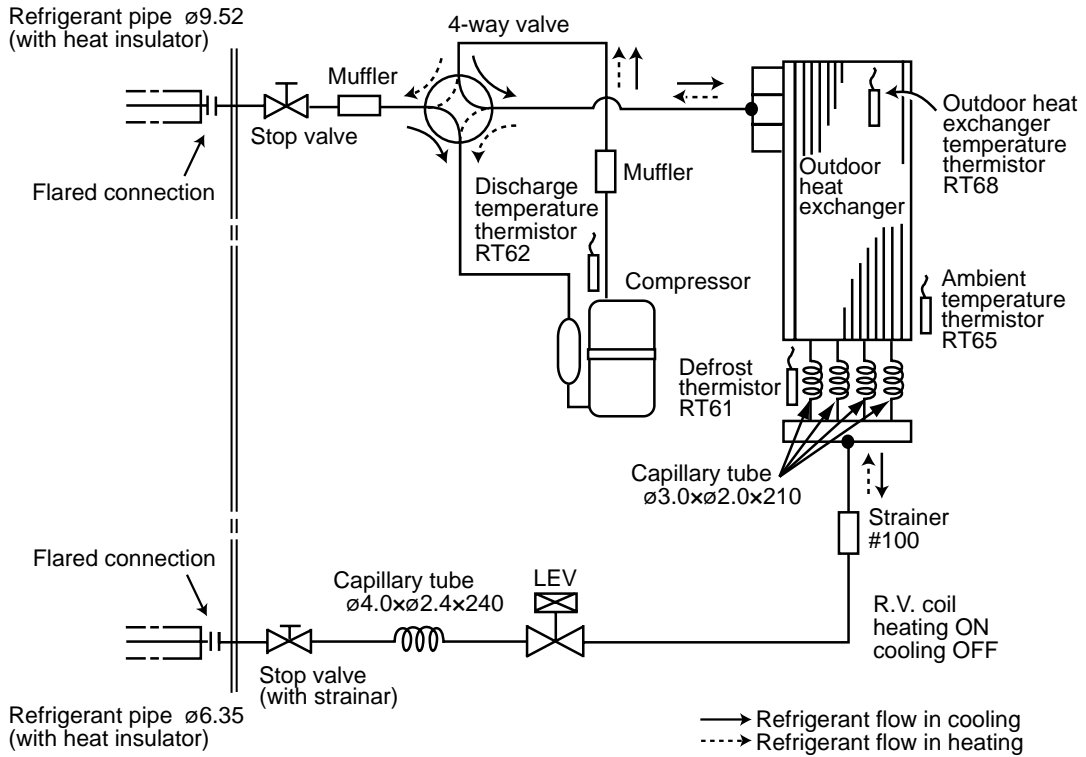 Refrigerant pipe ø9.52
(with heat insulator)
4-way valve
Muffler
Stop valve
Flared connection
Outdoor heat
exchanger
temperature
thermistor
RT68
Outdoor
heat
exchanger
Muffler
Discharge
temperature
thermistor
RT62
Compressor
Ambient
temperature
thermistor
RT65
Defrost
thermistor
RT61
Capillary tube
ø3.0×ø2.0×210
Strainer
#100
Flared connection
Capillary tube
ø4.0×ø2.4×240
LEV
R.V. coil
heating ON
cooling OFF
Stop valve
(with strainar)
Refrigerant pipe ø6.35
(with heat insulator)
Refrigerant flow in cooling
Refrigerant flow in heating